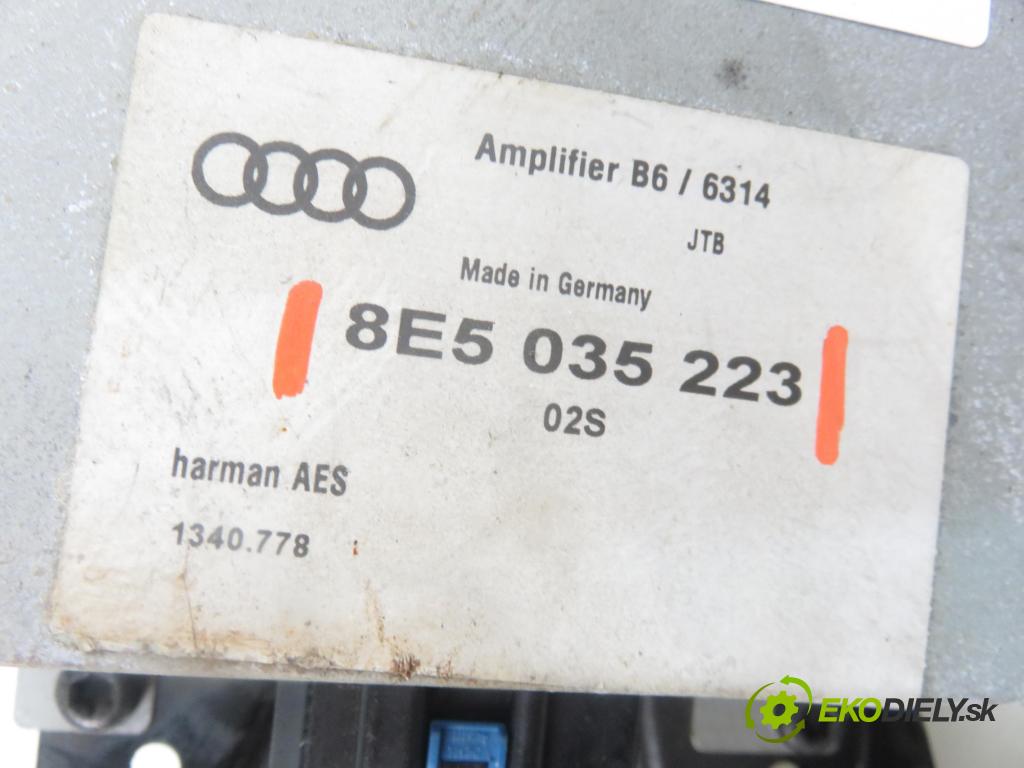 Amplifier B6 / 6314
JTB
Made in Germany
8E5 035 223
02S
harman AES
1340.778
EKODIELY.sk